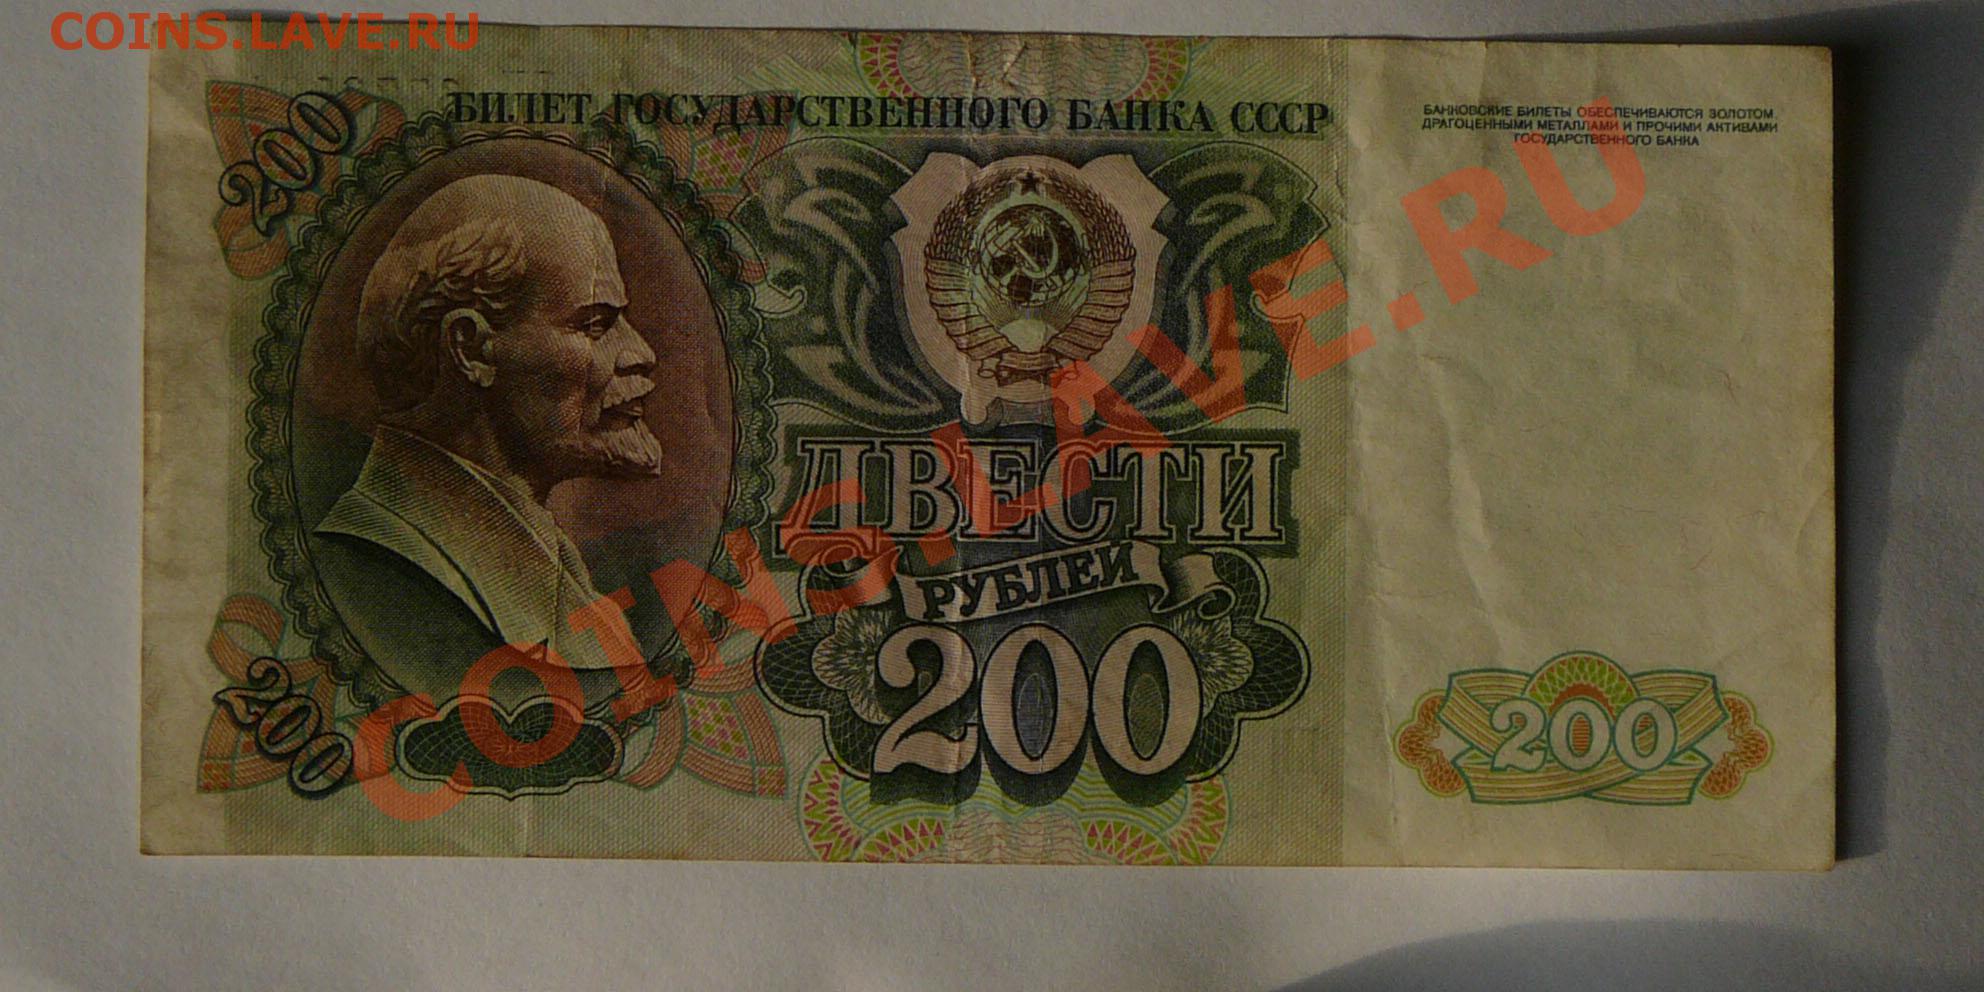 COINS.LAVE.RU
БИЛЕТ ГОСУДАРСТВЕННОГО БАНКА СССР
БАНКОВСКИЕ БИЛЕТЫ ОБЕСПЕЧИВАЮТСЯ ЗОЛОТОМ,
ДРАГОЦЕННЫМИ МЕТАЛЛАМИ И ПРОЧИМИ АКТИВАМИ
ГОСУДАРСТВЕННОГО БАНКА
200
COINS.LAVE.RU
ДВЕСТИ
РУБЛЕЙ
200
200
200